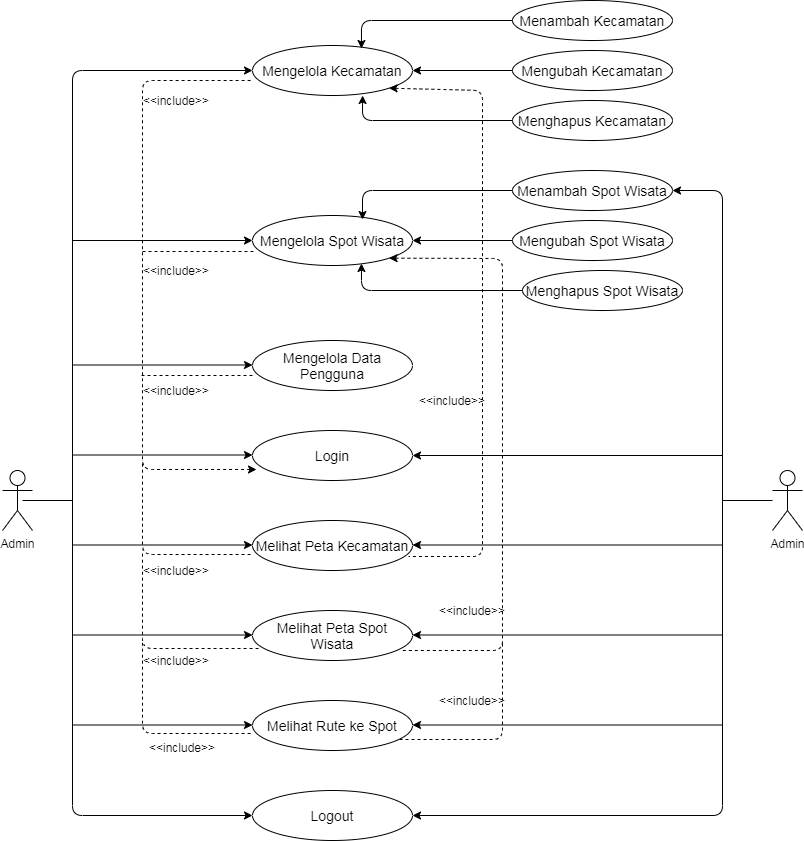 Menambah Kecamatan
Mengelola Kecamatan
Mengubah Kecamatan
<<include>>
Menghapus Kecamatan
Menambah Spot Wisata
Mengelola Spot Wisata
Mengubah Spot Wisata
<<include>>
Menghapus Spot Wisata
Mengelola Data
Pengguna
<<include>>
<<include>>
Login
Admin
Admin
Melihat Peta Kecamatan
<<include>>
<<include>>
Melihat Peta Spot
Wisata
<<include>>
<<include>>
Melihat Rute ke Spot
<<include>>
Logout